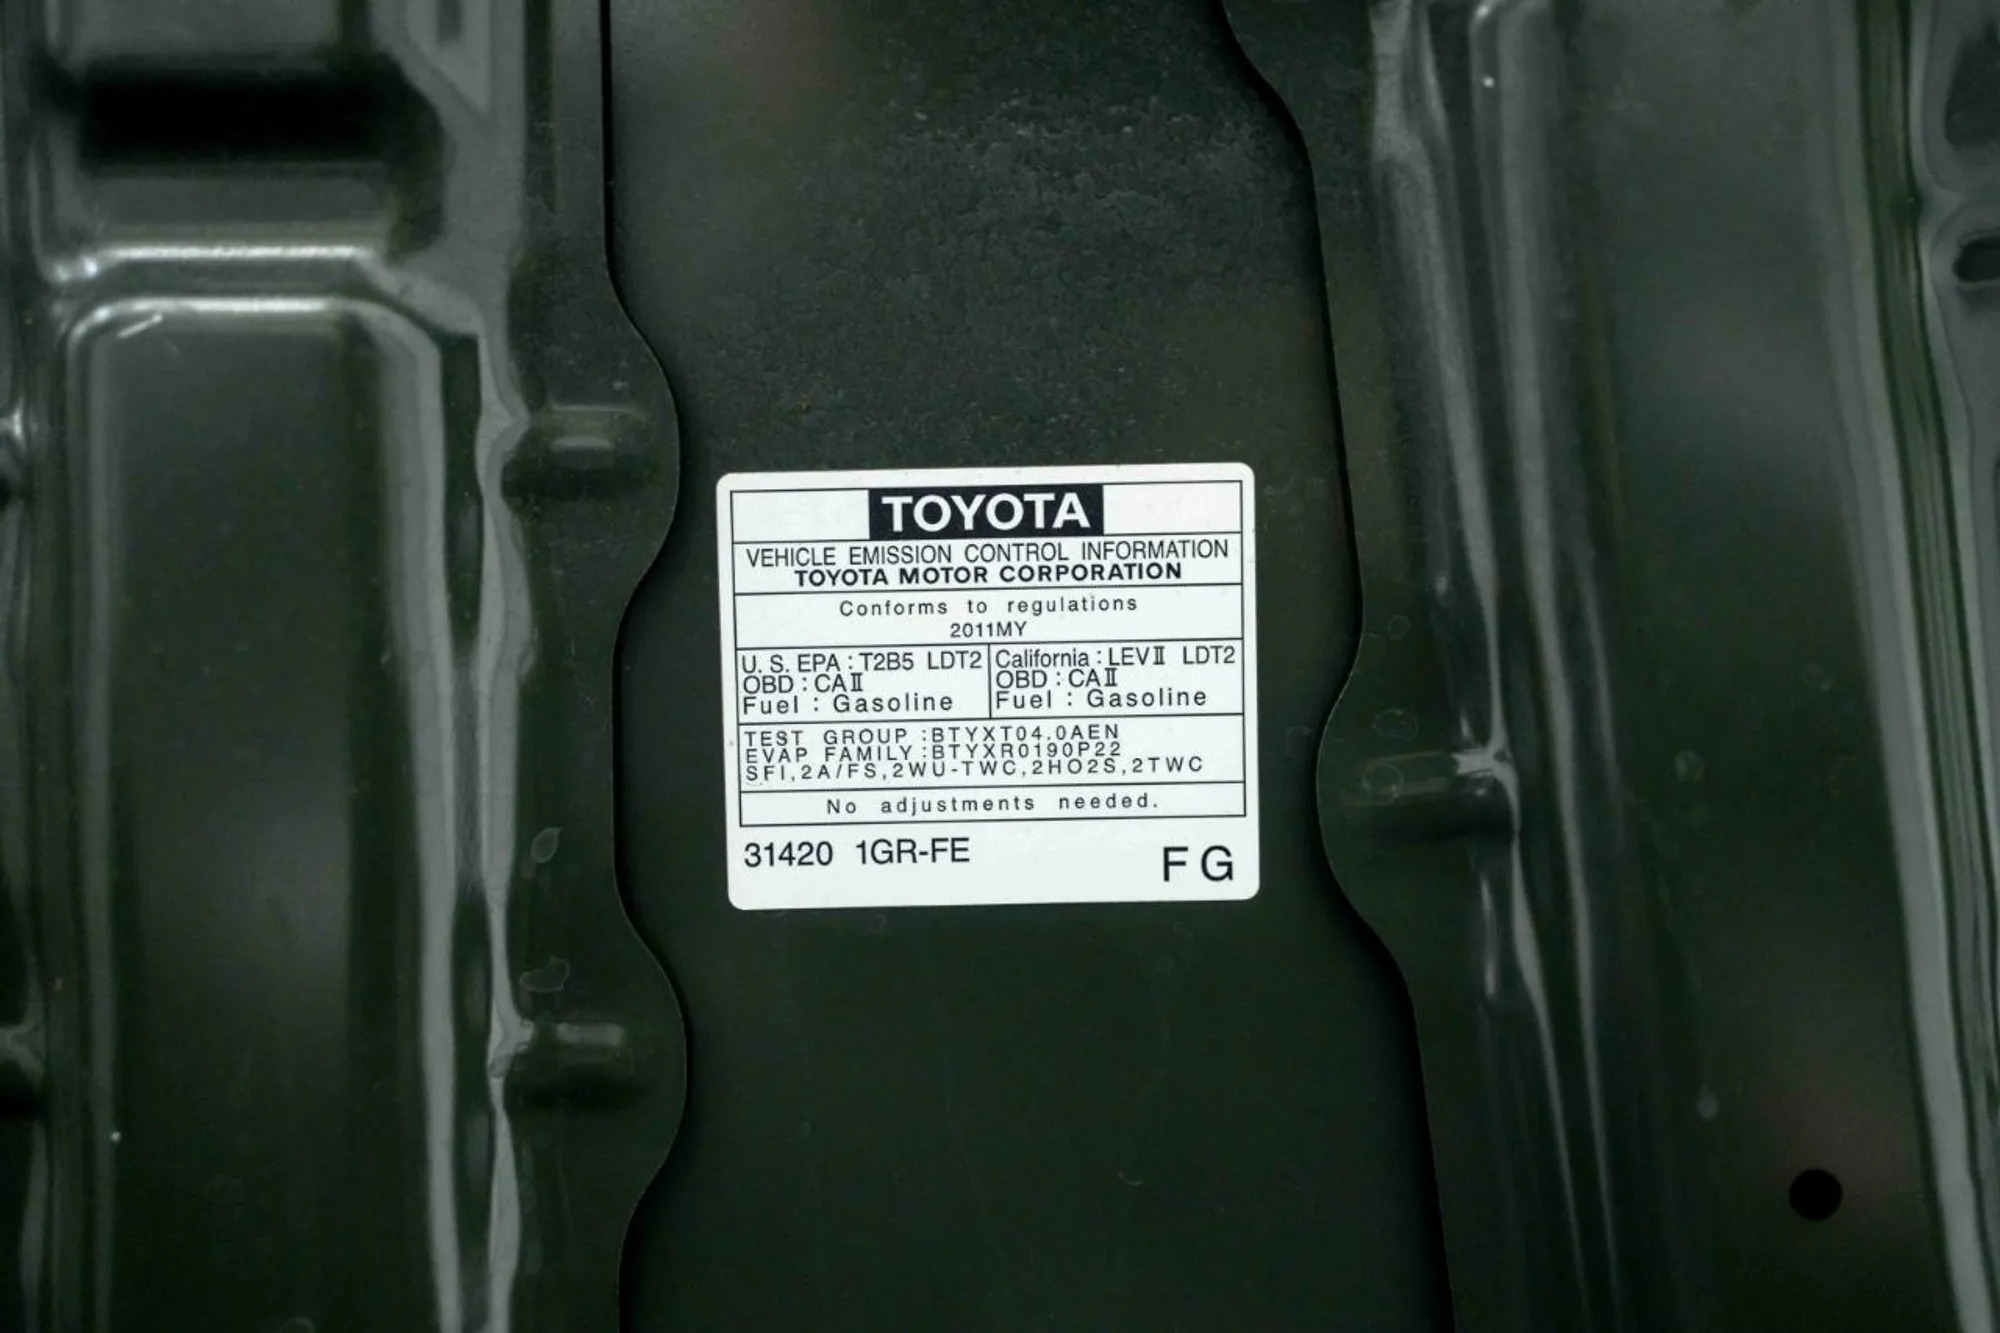 TOYOTA
VEHICLE EMISSION CONTROL INFORMATION
TOYOTA MOTOR CORPORATION
Conforms to regulations
2011MY
U.S.EPA : T2B5 LDT2
OBD : CAⅡ
Fuel : Gasoline
California : LEVⅡ LDT2
OBD : CAⅡ
Fuel : Gasoline
TEST GROUP :BTYXT04.0AEN
EVAP FAMILY :BTYXR0190P22
SFI,2A/FS,2WU-TWC,2HO2S,2TWC
No adjustments needed.
31420 1GR-FE
FG